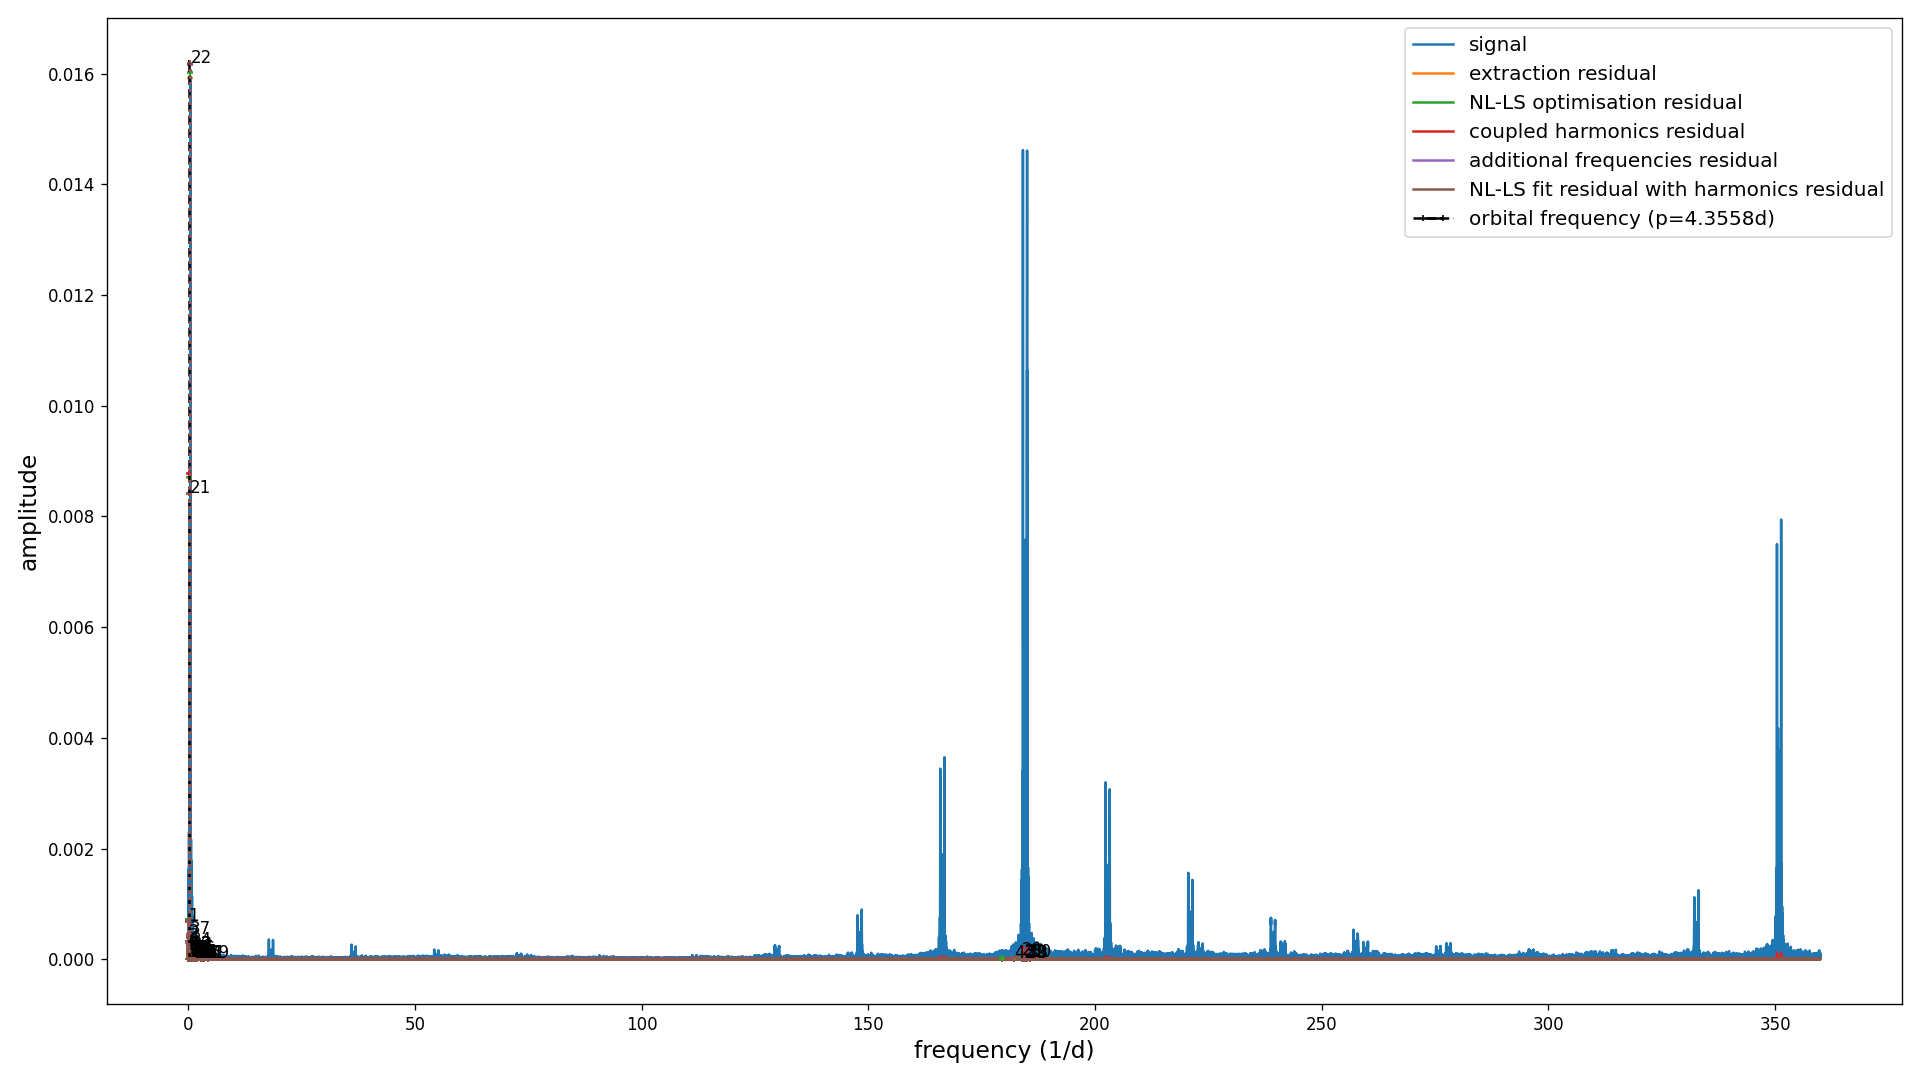 signal
extraction residual
NL-LS optimisation residual
coupled harmonics residual
additional frequencies residual
NL-LS fit residual with harmonics residual
orbital frequency (p=4.3558d)
amplitude
0.016
0.014
0.012
0.010
0.008
0.006
0.004
0.002
0.000
22
21
1
0
50
100
150
200
250
300
350
frequency (1/d)